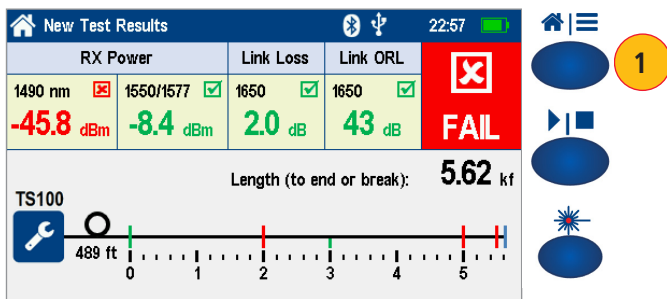 New Test Results 22:57
RX Power Link Loss Link ORL
1490 nm 1550/1577 1650 1650
-45.8 dBm -8.4 dBm 2.0 dB 43 dB FAIL
1
Length (to end or break): 5.62 kf
TS100
489 ft
0 1 2 3 4 5